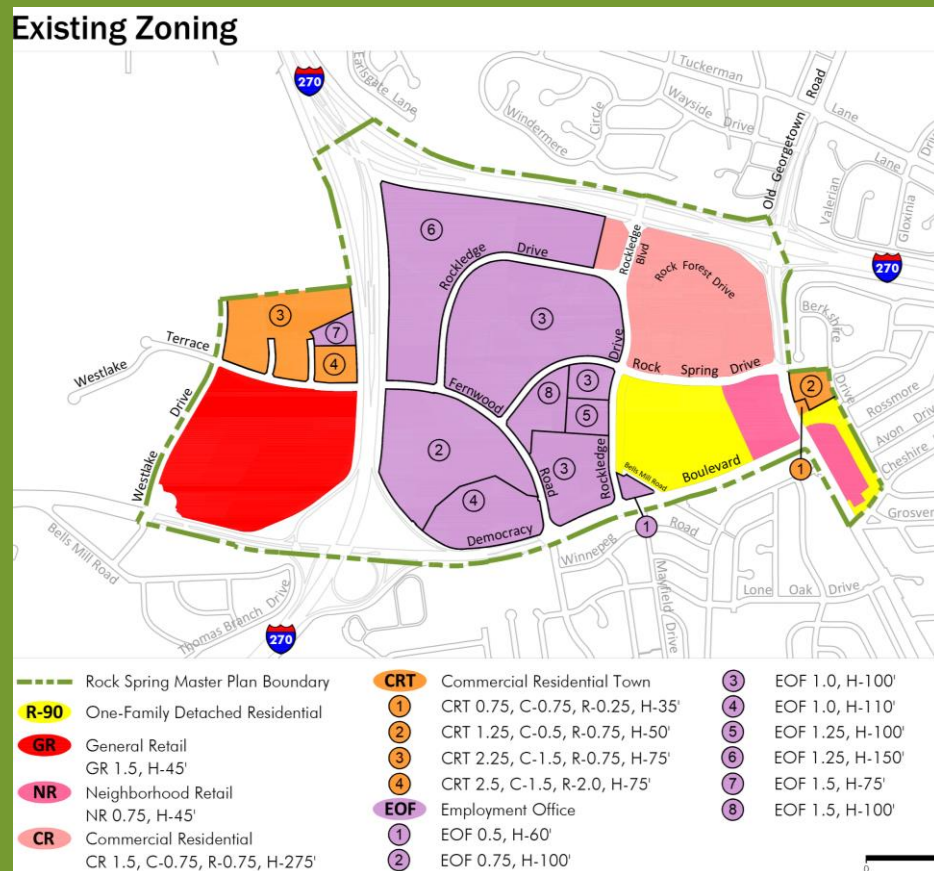 Existing Zoning
270
Earlsgate Lane
Tuckerman
Lane
Wayside Drive
Windermere
Circle
Old Georgetown Road
Valerian
Lane
Gloxinia
Driv
6
Rockledge Drive
Rockledge Blvd
Rock Forest Drive
270
3
7
4
3
Drive
Rock Spring Drive
Berkshire
Drive
Westlake Terrace
Fernwood
Road
8
3
5
2
Rossmore
Avon Driv
Cheshire
Westlake Drive
2
3
Rockledge
Bells Mill Road
Boulevard
1
4
Democracy
1
Grosven
Bells Mill Road
Winnepeg Road
Mayfield Drive
Lone Oak Drive
Thomas Branch Drive
270
Rock Spring Master Plan Boundary
R-90 One-Family Detached Residential
GR General Retail
GR 1.5, H-45'
NR Neighborhood Retail
NR 0.75, H-45'
CR Commercial Residential
CR 1.5, C-0.75, R-0.75, H-275'
CRT Commercial Residential Town
1 CRT 0.75, C-0.75, R-0.25, H-35'
2 CRT 1.25, C-0.5, R-0.75, H-50'
3 CRT 2.25, C-1.5, R-0.75, H-75'
4 CRT 2.5, C-1.5, R-2.0, H-75'
EOF Employment Office
1 EOF 0.5, H-60'
2 EOF 0.75, H-100'
3 EOF 1.0, H-100'
4 EOF 1.0, H-110'
5 EOF 1.25, H-100'
6 EOF 1.25, H-150'
7 EOF 1.5, H-75'
8 EOF 1.5, H-100'
0